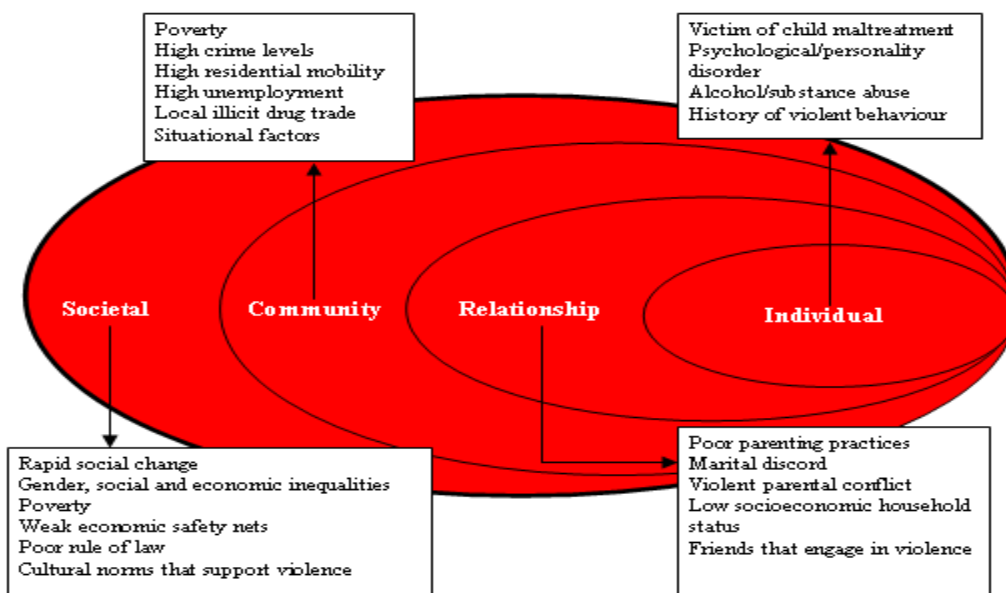 Poverty
High crime levels
High residential mobility
High unemployment
Local illicit drug trade
Situational factors
Victim of child maltreatment
Psychological/personality
disorder
Alcohol/substance abuse
History of violent behaviour
Societal
Community
Relationship
Individual
Rapid social change
Gender, social and economic inequalities
Poverty
Weak economic safety nets
Poor rule of law
Cultural norms that support violence
Poor parenting practices
Marital discord
Violent parental conflict
Low socioeconomic household
status
Friends that engage in violence